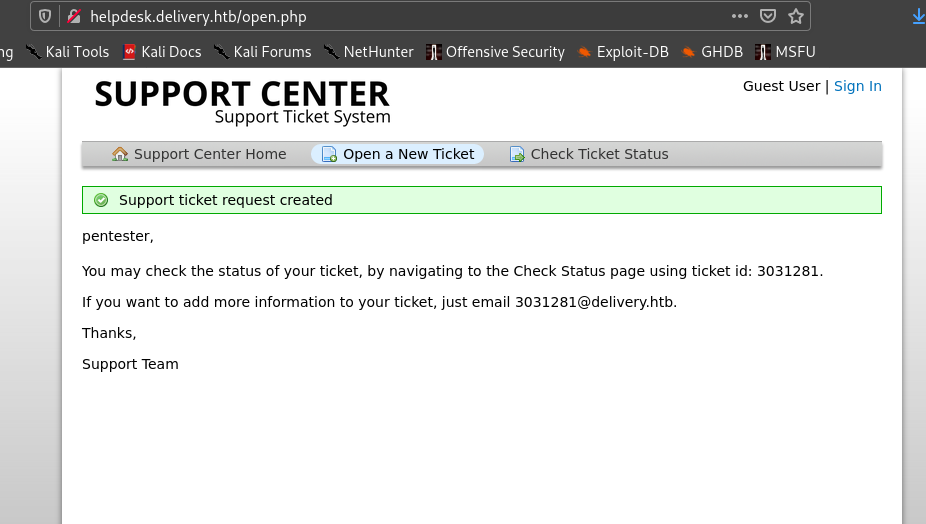 helpdesk.delivery.htb/open.php
ng Kali Tools Kali Docs Kali Forums NetHunter Offensive Security Exploit-DB GHDB MSFU
SUPPORT CENTER
Support Ticket System
Guest User | Sign In
Support Center Home Open a New Ticket Check Ticket Status
Support ticket request created
pentester,
You may check the status of your ticket, by navigating to the Check Status page using ticket id: 3031281.
If you want to add more information to your ticket, just email 3031281@delivery.htb.
Thanks,
Support Team